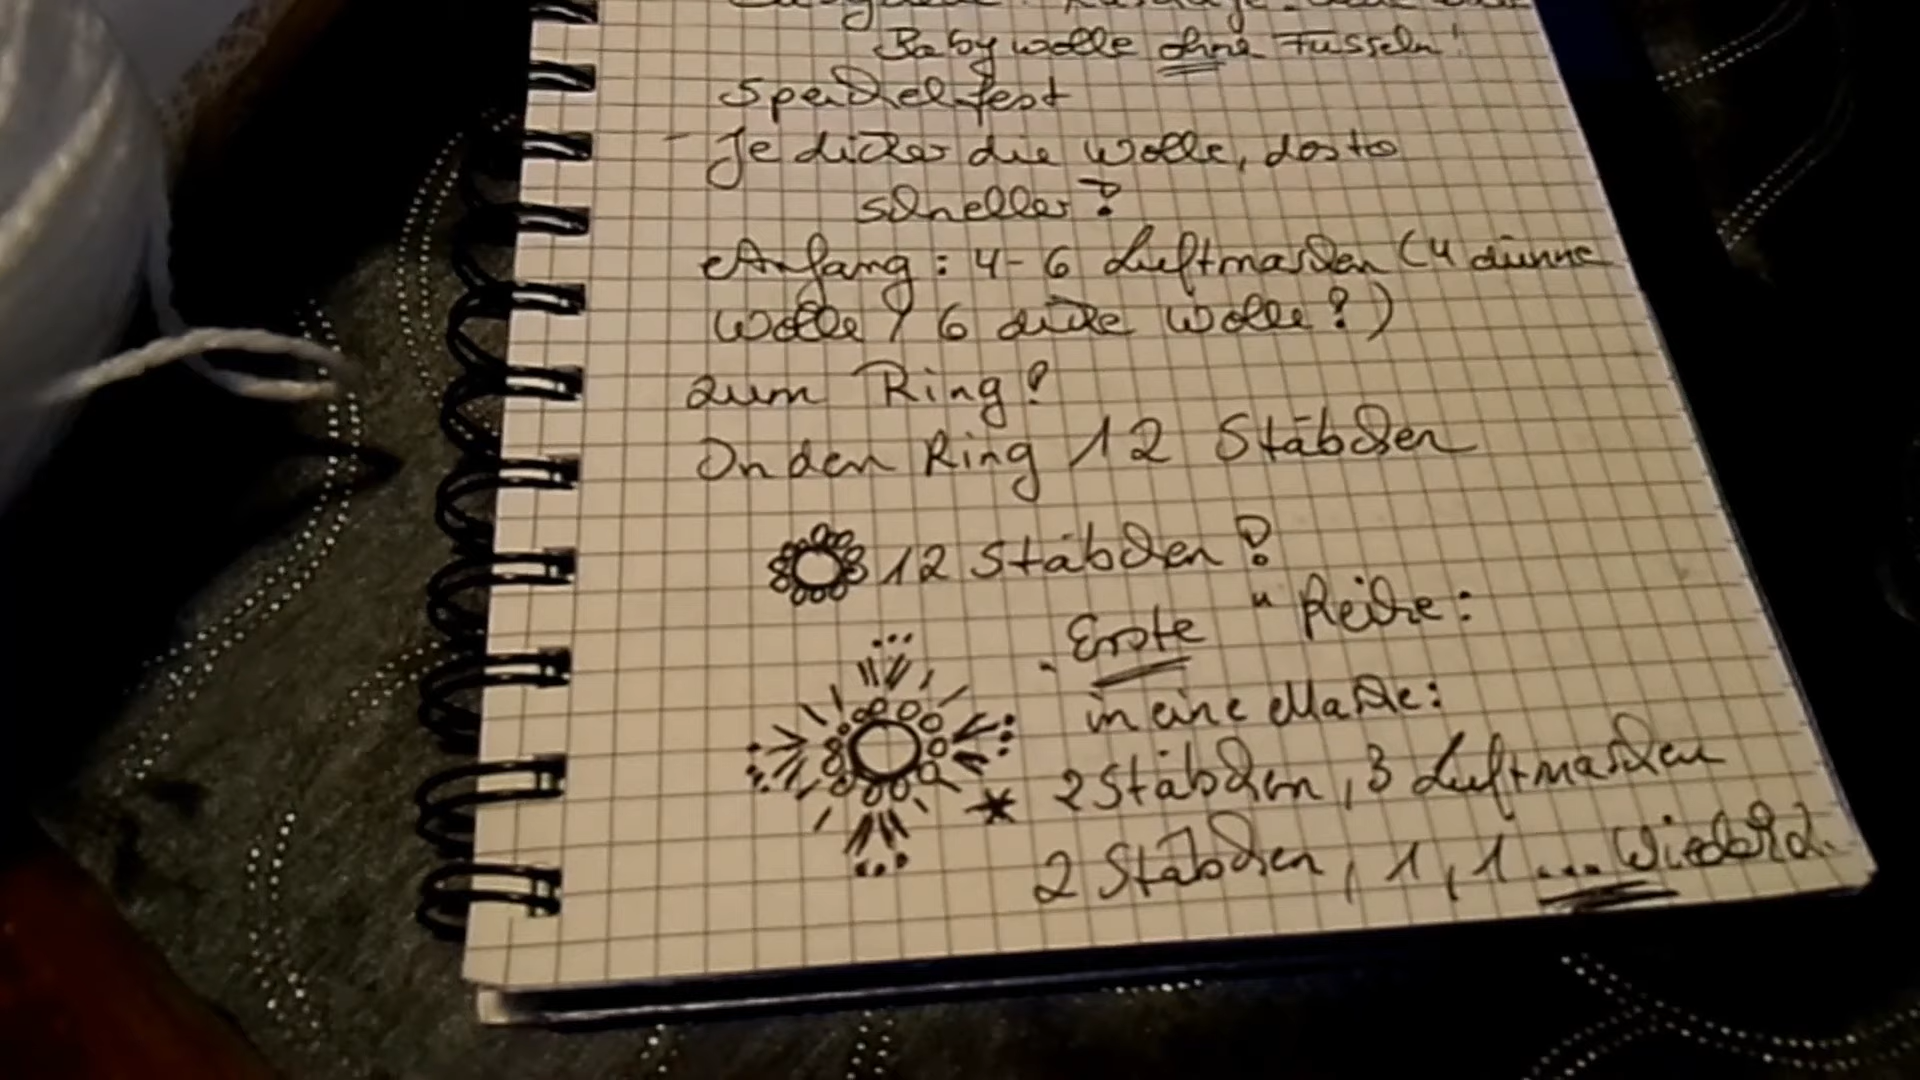 Babywolle ohne Fusseln!
Speichelfest
- Je dicker die Wolle, desto
schneller!
Anfang: 4-6 Luftmaschen (4 dünne
Wolle / 6 dicke Wolle!)
zum Ring!
In den Ring 12 Stäbchen
12 Stäbchen!
"Erste" Reihe:
in eine Masche:
* 2 Stäbchen, 3 Luftmaschen
2 Stäbchen, 1, 1 ... Wiederh.